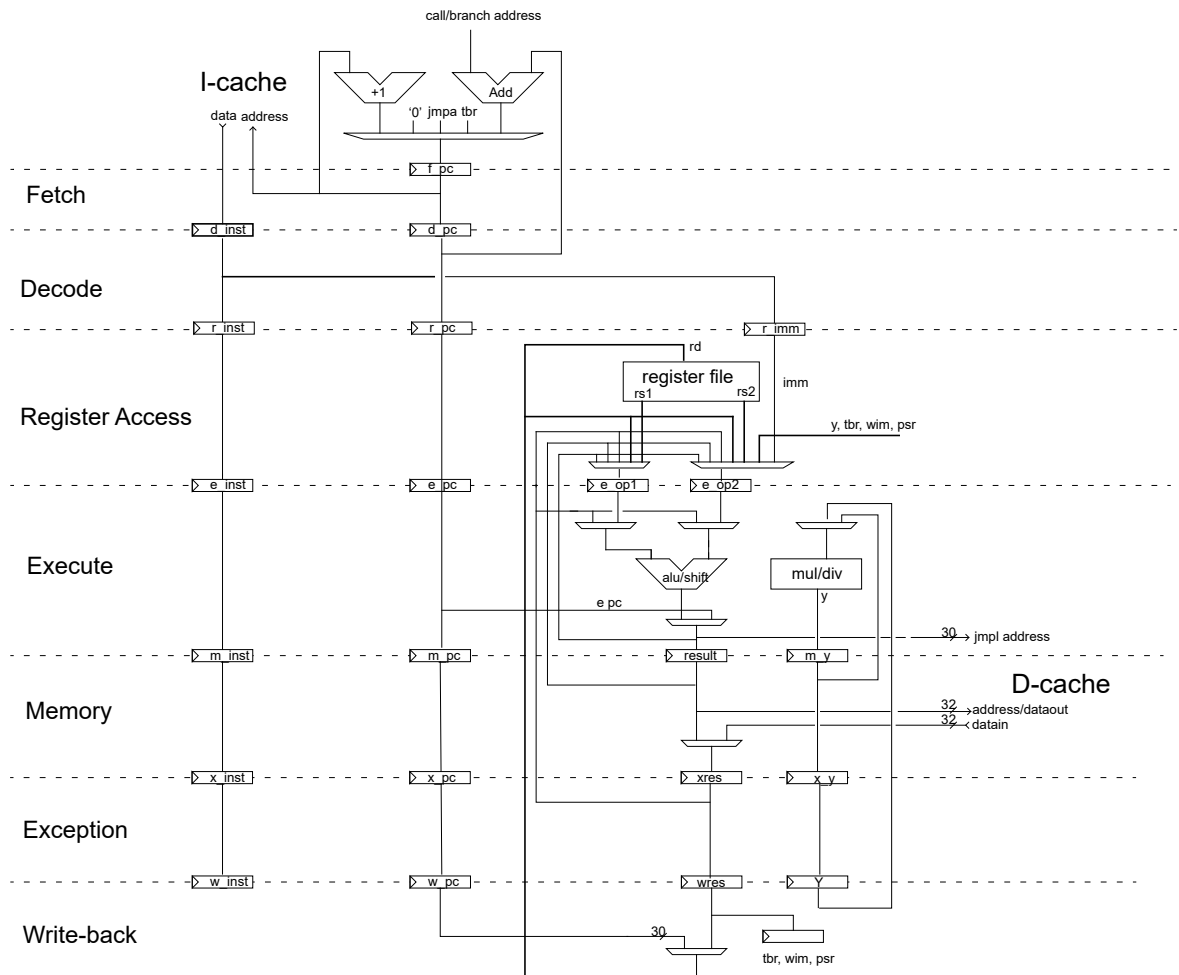 call/branch address
I-cache
+1
Add
data address
'0' jmpa tbr
f_pc
Fetch
d_inst
d_pc
Decode
r_inst
r_pc
r_imm
rd
register file
rs1
rs2
imm
Register Access
y, tbr, wim, psr
e_inst
e_pc
e_op1
e_op2
Execute
alu/shift
mul/div
y
e pc
30
jmpl address
m_inst
m_pc
result
m_y
D-cache
Memory
32
address/dataout
32
datain
x_inst
x_pc
xres
x_y
Exception
w_inst
w_pc
wres
Y
Write-back
30
tbr, wim, psr